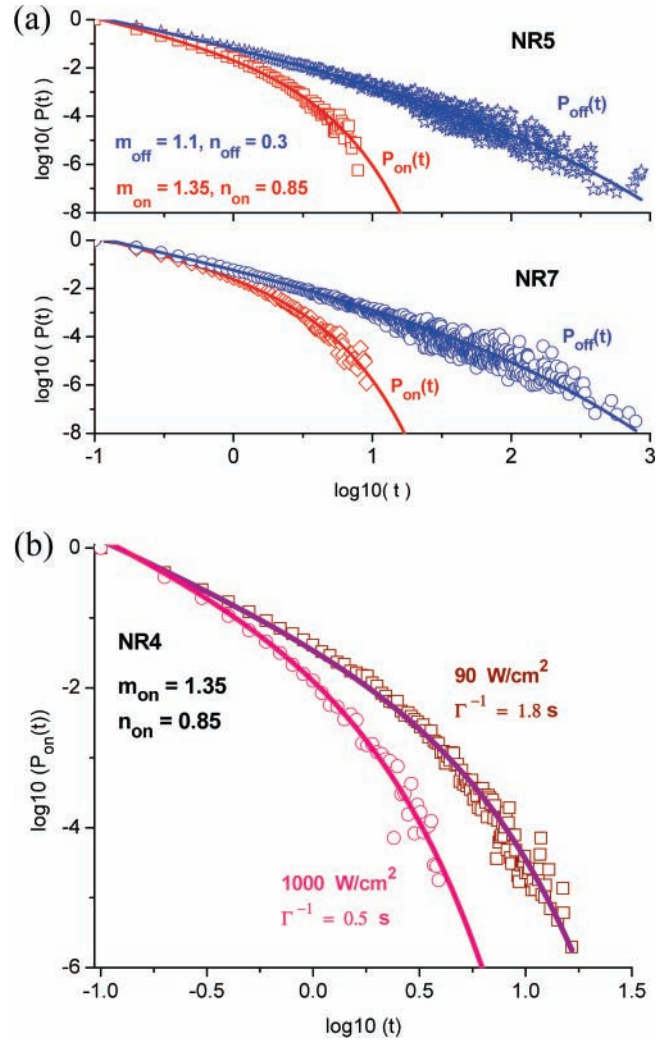 (a)
0
-2
-4
-6
-8
log10( P(t) )
NR5
P_off(t)
P_on(t)
m_off = 1.1, n_off = 0.3
m_on = 1.35, n_on = 0.85
0
-2
-4
-6
-8
log10 ( P(t) )
NR7
P_off(t)
P_on(t)
-1 0 1 2 3
log10( t )
(b)
0
-2
-4
-6
log10 (P_on(t))
NR4
m_on = 1.35
n_on = 0.85
90 W/cm²
Γ⁻¹ = 1.8 s
1000 W/cm²
Γ⁻¹ = 0.5 s
-1.0 -0.5 0.0 0.5 1.0 1.5
log10 (t)